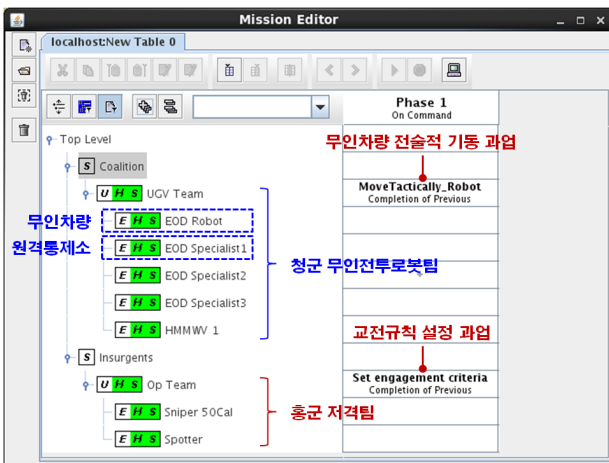 Mission Editor
localhost:New Table 0
Phase 1
On Command
무인차량 전술적 기동 과업
Top Level
S Coalition
U H S UGV Team
MoveTactically_Robot
Completion of Previous
무인차량
E H S EOD Robot
원격통제소
E H S EOD Specialist1
청군 무인전투로봇팀
E H S EOD Specialist2
E H S EOD Specialist3
E H S HMMWV 1
교전규칙 설정 과업
S Insurgents
U H S Op Team
Set engagement criteria
Completion of Previous
E H S Sniper 50Cal
홍군 저격팀
E H S Spotter